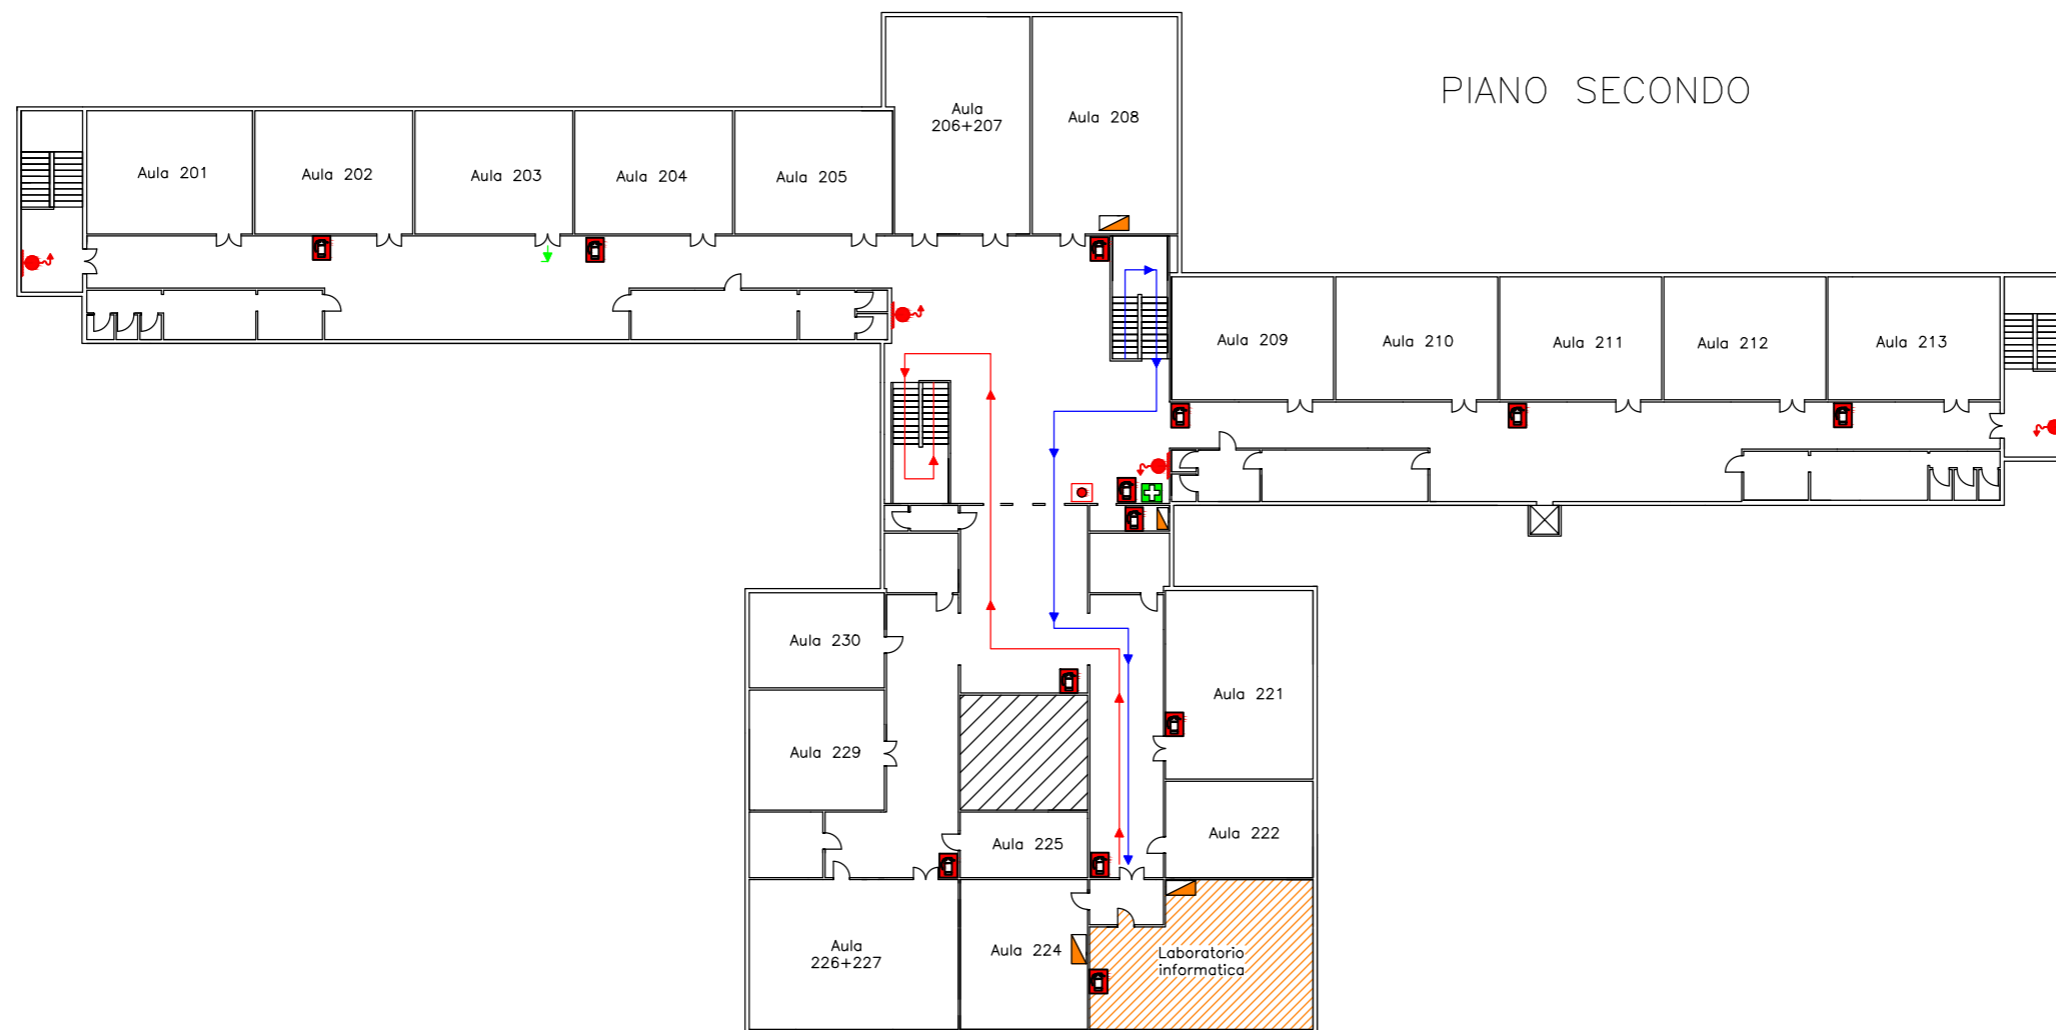 PIANO SECONDO
Aula
206+207
Aula 208
Aula 201
Aula 202
Aula 203
Aula 204
Aula 205
Aula 209
Aula 210
Aula 211
Aula 212
Aula 213
Aula 230
Aula 221
Aula 229
Aula 222
Aula 225
Aula
226+227
Aula 224
Laboratorio
informatica